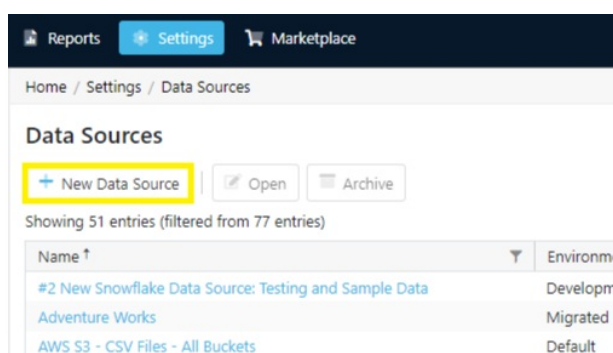 Reports Settings Marketplace
Home / Settings / Data Sources
Data Sources
+ New Data Source Open Archive
Showing 51 entries (filtered from 77 entries)
Name ↑ Environm
#2 New Snowflake Data Source: Testing and Sample Data Developm
Adventure Works Migrated
AWS S3 - CSV Files - All Buckets Default